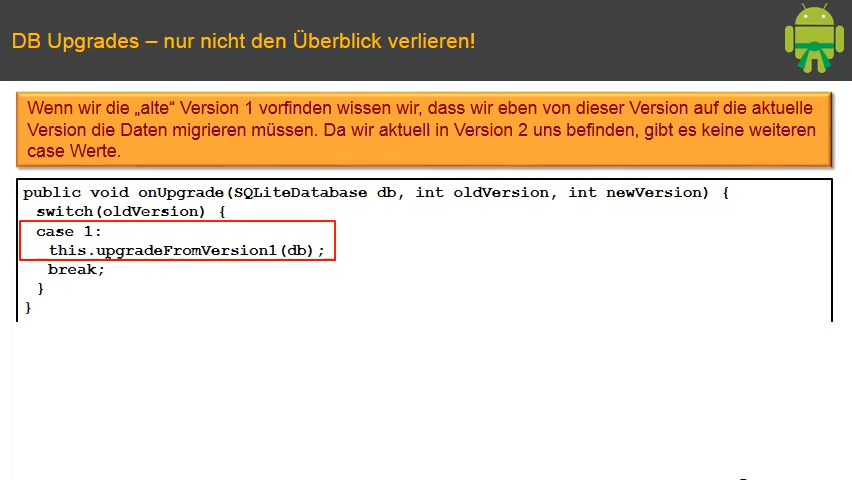 DB Upgrades – nur nicht den Überblick verlieren!
Wenn wir die „alte“ Version 1 vorfinden wissen wir, dass wir eben von dieser Version auf die aktuelle
Version die Daten migrieren müssen. Da wir aktuell in Version 2 uns befinden, gibt es keine weiteren
case Werte.
public void onUpgrade(SQLiteDatabase db, int oldVersion, int newVersion) {
switch(oldVersion) {
case 1:
this.upgradeFromVersion1(db);
break;
}
}